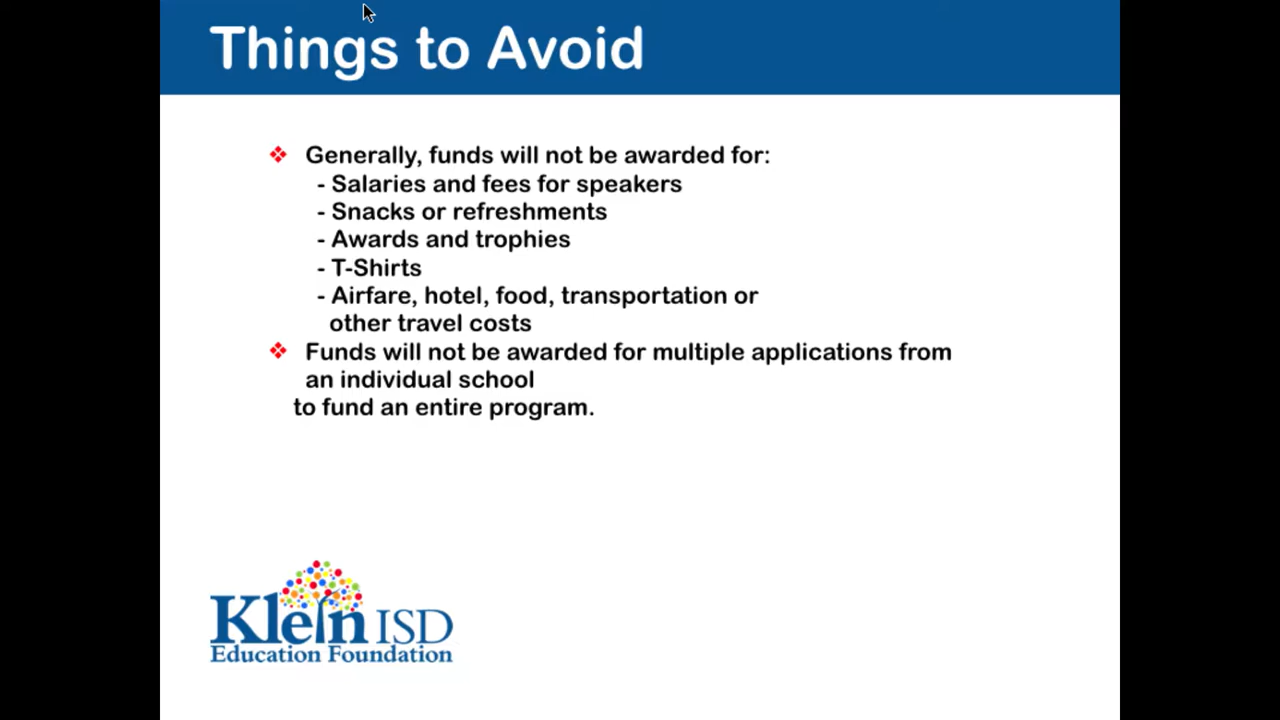 Things to Avoid
❖ Generally, funds will not be awarded for:
- Salaries and fees for speakers
- Snacks or refreshments
- Awards and trophies
- T-Shirts
- Airfare, hotel, food, transportation or
other travel costs
❖ Funds will not be awarded for multiple applications from
an individual school
to fund an entire program.
Klein ISD
Education Foundation